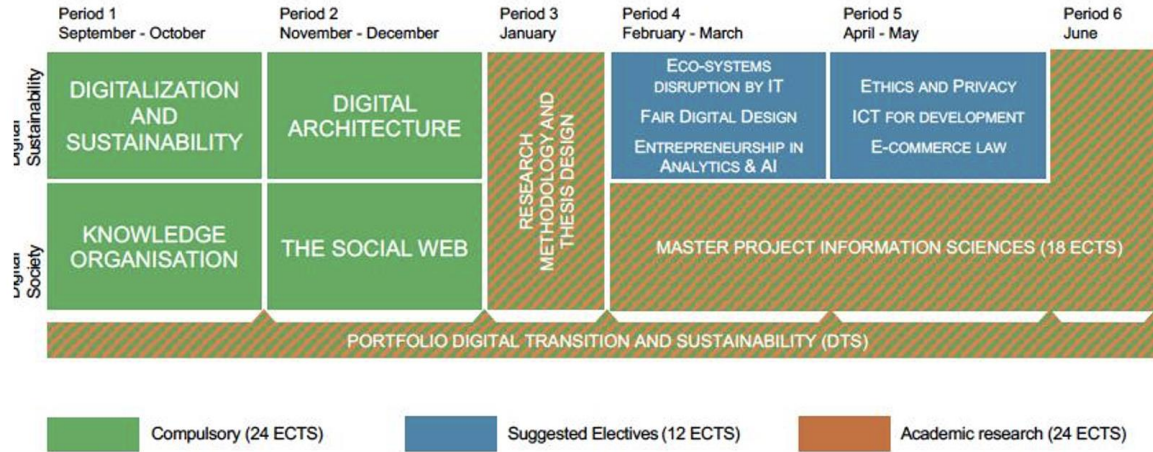 Period 1
September - October
Period 2
November - December
Period 3
January
Period 4
February - March
Period 5
April - May
Period 6
June
Digital
Sustainability
DIGITALIZATION
AND
SUSTAINABILITY
DIGITAL
ARCHITECTURE
RESEARCH
METHODOLOGY AND
THESIS DESIGN
ECO-SYSTEMS
DISRUPTION BY IT
FAIR DIGITAL DESIGN
ENTREPRENEURSHIP IN
ANALYTICS & AI
ETHICS AND PRIVACY
ICT FOR DEVELOPMENT
E-COMMERCE LAW
Digital
Society
KNOWLEDGE
ORGANISATION
THE SOCIAL WEB
MASTER PROJECT INFORMATION SCIENCES (18 ECTS)
PORTFOLIO DIGITAL TRANSITION AND SUSTAINABILITY (DTS)
Compulsory (24 ECTS)
Suggested Electives (12 ECTS)
Academic research (24 ECTS)